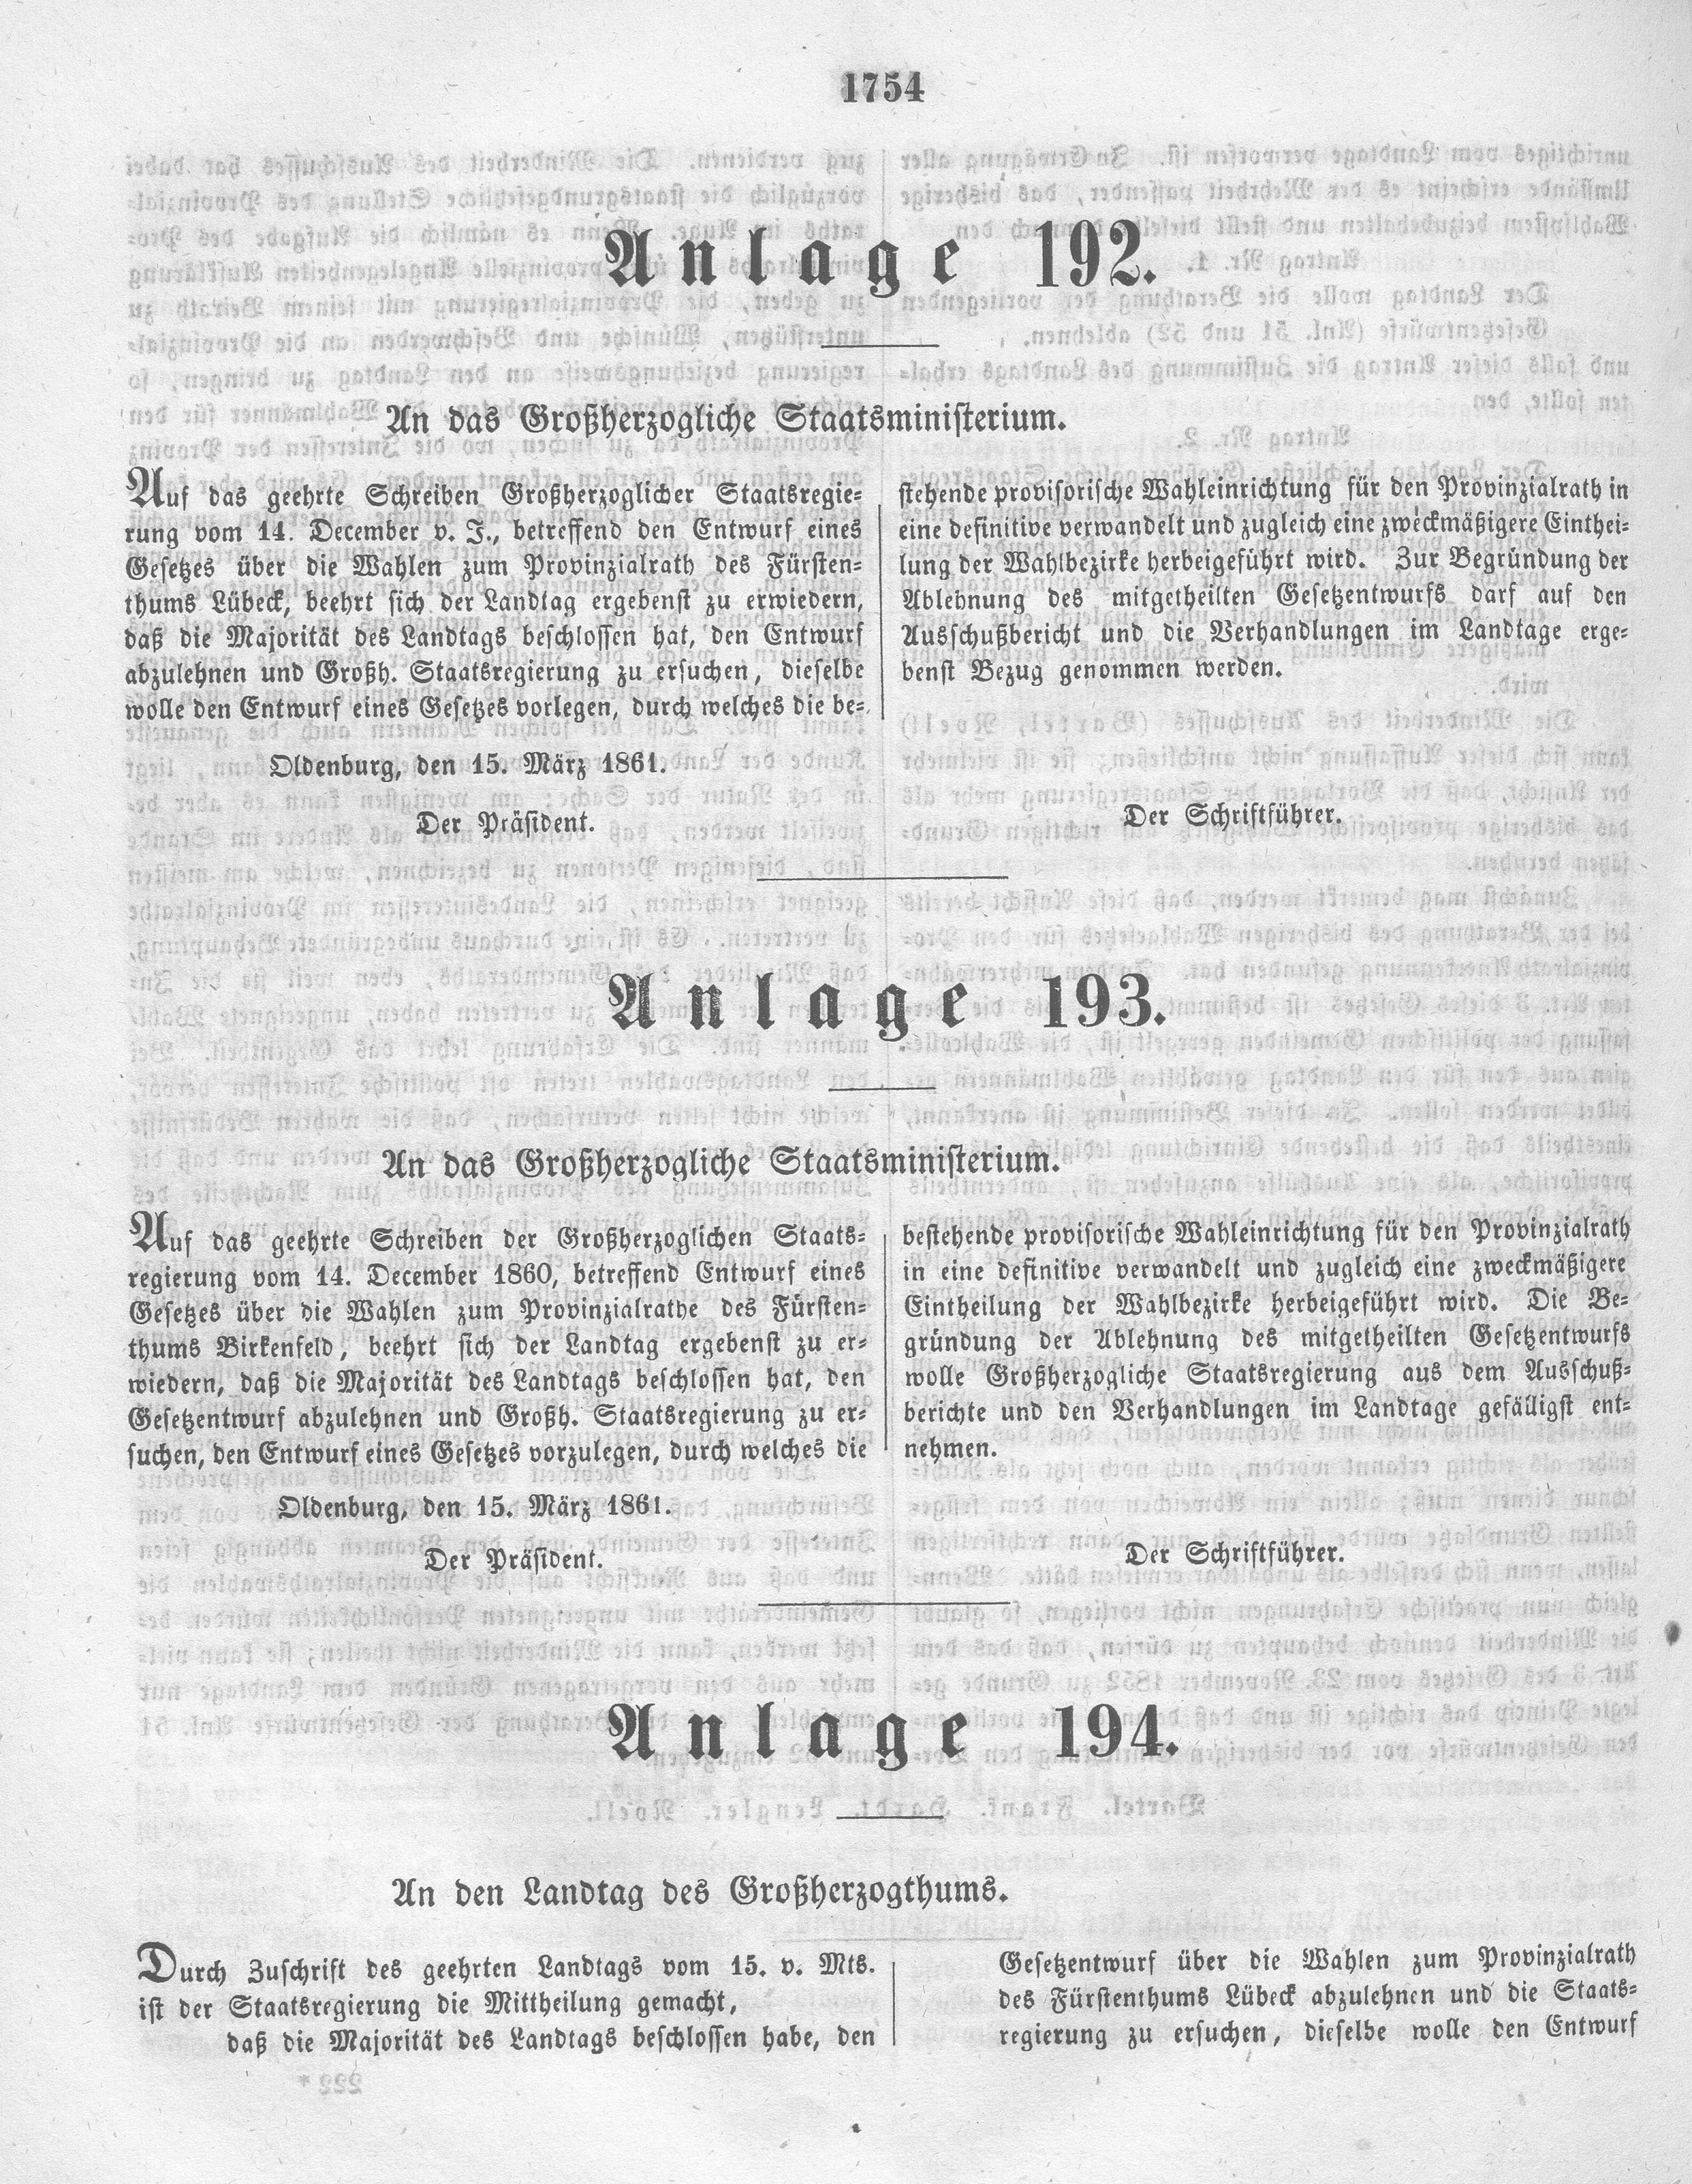 1754
Anlage 192.
An das Großherzogliche Staatsministerium.
Auf das geehrte Schreiben Großherzoglicher Staatsregie-
rung vom 14. December v. J., betreffend den Entwurf eines
Gesetzes über die Wahlen zum Provinzialrath des Fürsten-
thums Lübeck, beehrt sich der Landtag ergebenst zu erwiedern,
daß die Majorität des Landtags beschlossen hat, den Entwurf
abzulehnen und Großh. Staatsregierung zu ersuchen, dieselbe
wolle den Entwurf eines Gesetzes vorlegen, durch welches die be-
stehende provisorische Wahleinrichtung für den Provinzialrath in
eine definitive verwandelt und zugleich eine zweckmäßigere Einthei-
lung der Wahlbezirke herbeigeführt wird. Zur Begründung der
Ablehnung des mitgetheilten Gesetzentwurfs darf auf den
Ausschußbericht und die Verhandlungen im Landtage erge-
benst Bezug genommen werden.
Oldenburg, den 15. März 1861.
Der Präsident.
Der Schriftführer.
Anlage 193.
An das Großherzogliche Staatsministerium.
Auf das geehrte Schreiben der Großherzoglichen Staats-
regierung vom 14. December 1860, betreffend Entwurf eines
Gesetzes über die Wahlen zum Provinzialrathe des Fürsten-
thums Birkenfeld, beehrt sich der Landtag ergebenst zu er-
wiedern, daß die Majorität des Landtags beschlossen hat, den
Gesetzentwurf abzulehnen und Großh. Staatsregierung zu er-
suchen, den Entwurf eines Gesetzes vorzulegen, durch welches die
bestehende provisorische Wahleinrichtung für den Provinzialrath
in eine definitive verwandelt und zugleich eine zweckmäßigere
Eintheilung der Wahlbezirke herbeigeführt wird. Die Be-
gründung der Ablehnung des mitgetheilten Gesetzentwurfs
wolle Großherzogliche Staatsregierung aus dem Ausschuß-
berichte und den Verhandlungen im Landtage gefälligst ent-
nehmen.
Oldenburg, den 15. März 1861.
Der Präsident.
Der Schriftführer.
Anlage 194.
An den Landtag des Großherzogthums.
Durch Zuschrift des geehrten Landtags vom 15. v. Mts.
ist der Staatsregierung die Mittheilung gemacht,
daß die Majorität des Landtags beschlossen habe, den
Gesetzentwurf über die Wahlen zum Provinzialrath
des Fürstenthums Lübeck abzulehnen und die Staats-
regierung zu ersuchen, dieselbe wolle den Entwurf